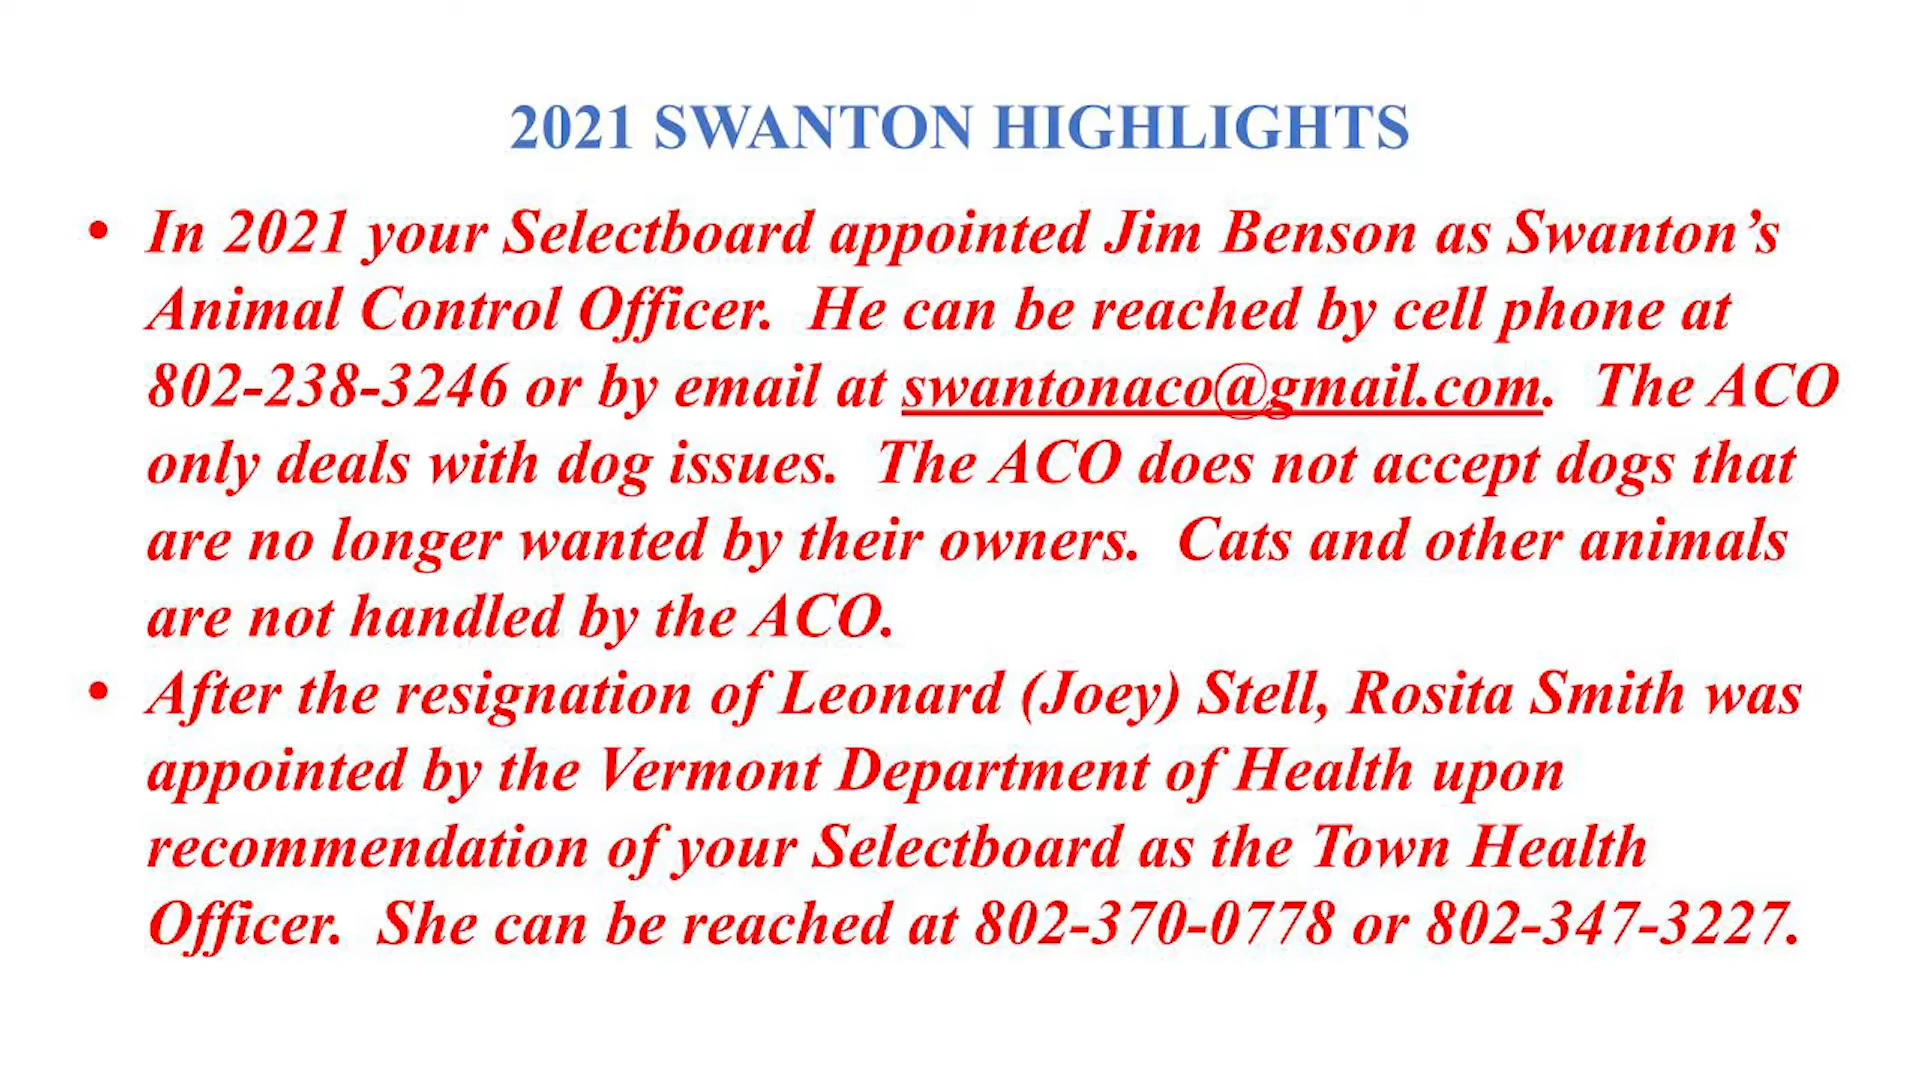 2021 SWANTON HIGHLIGHTS
• In 2021 your Selectboard appointed Jim Benson as Swanton’s
Animal Control Officer.  He can be reached by cell phone at
802-238-3246 or by email at swantonaco@gmail.com.  The ACO
only deals with dog issues.  The ACO does not accept dogs that
are no longer wanted by their owners.  Cats and other animals
are not handled by the ACO.
• After the resignation of Leonard (Joey) Stell, Rosita Smith was
appointed by the Vermont Department of Health upon
recommendation of your Selectboard as the Town Health
Officer.  She can be reached at 802-370-0778 or 802-347-3227.